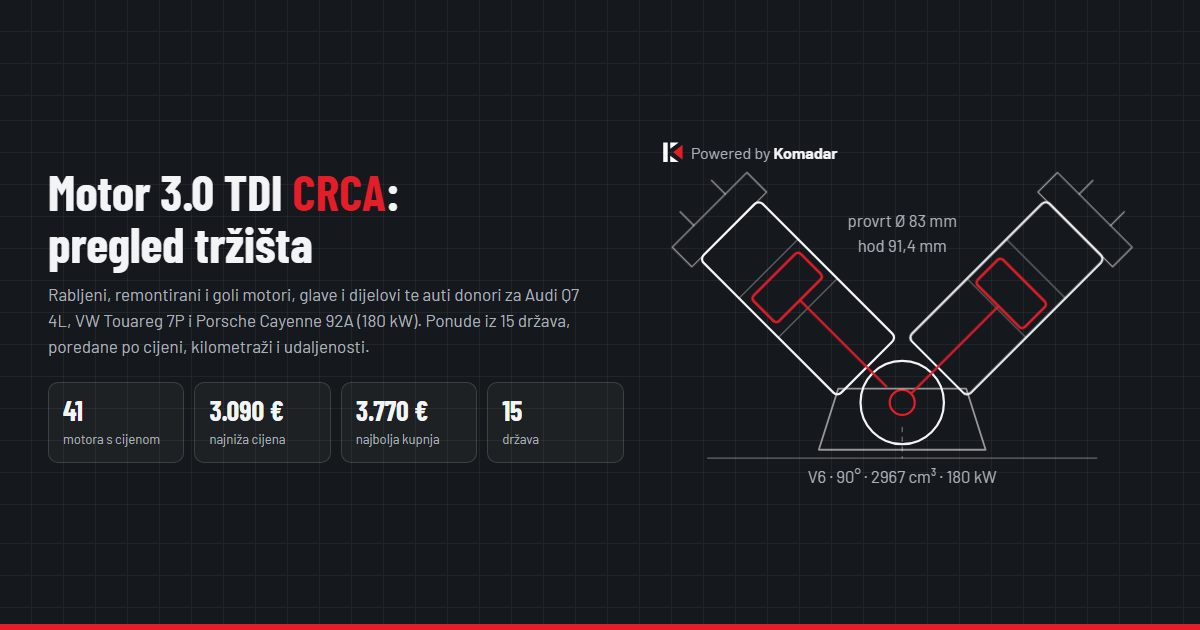 Motor 3.0 TDI CRCA:
pregled tržišta
Rabljeni, remontirani i goli motori, glave i dijelovi te auti donori za Audi Q7
4L, VW Touareg 7P i Porsche Cayenne 92A (180 kW). Ponude iz 15 država,
poredane po cijeni, kilometraži i udaljenosti.
41
motora s cijenom
3.090 €
najniža cijena
3.770 €
najbolja kupnja
15
država
Powered by Komadar
provrt Ø 83 mm
hod 91,4 mm
V6 · 90° · 2967 cm³ · 180 kW